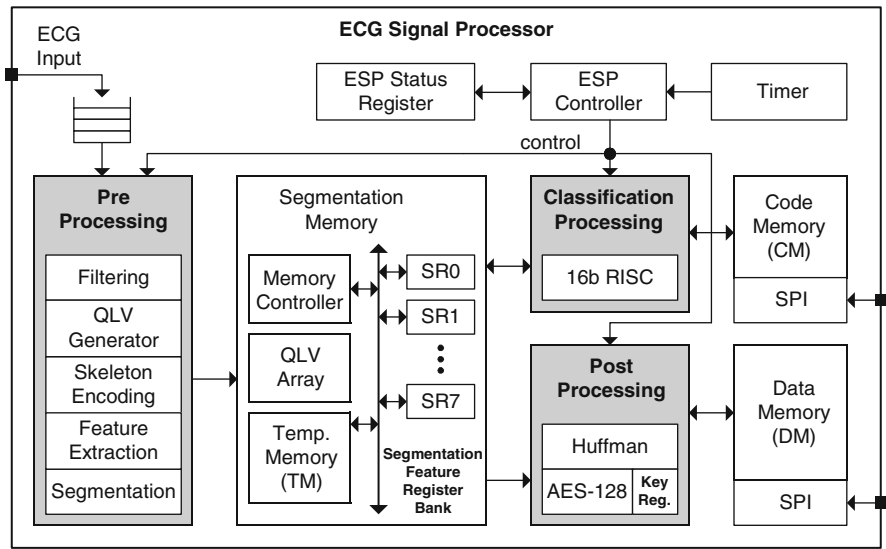 ECG Signal Processor
ECG
Input
ESP Status
Register
ESP
Controller
Timer
control
Pre
Processing
Filtering
QLV
Generator
Skeleton
Encoding
Feature
Extraction
Segmentation
Segmentation
Memory
Memory
Controller
QLV
Array
Temp.
Memory
(TM)
SR0
SR1
SR7
Segmentation
Feature
Register
Bank
Classification
Processing
16b RISC
Code
Memory
(CM)
SPI
Post
Processing
Huffman
AES-128
Key
Reg.
Data
Memory
(DM)
SPI